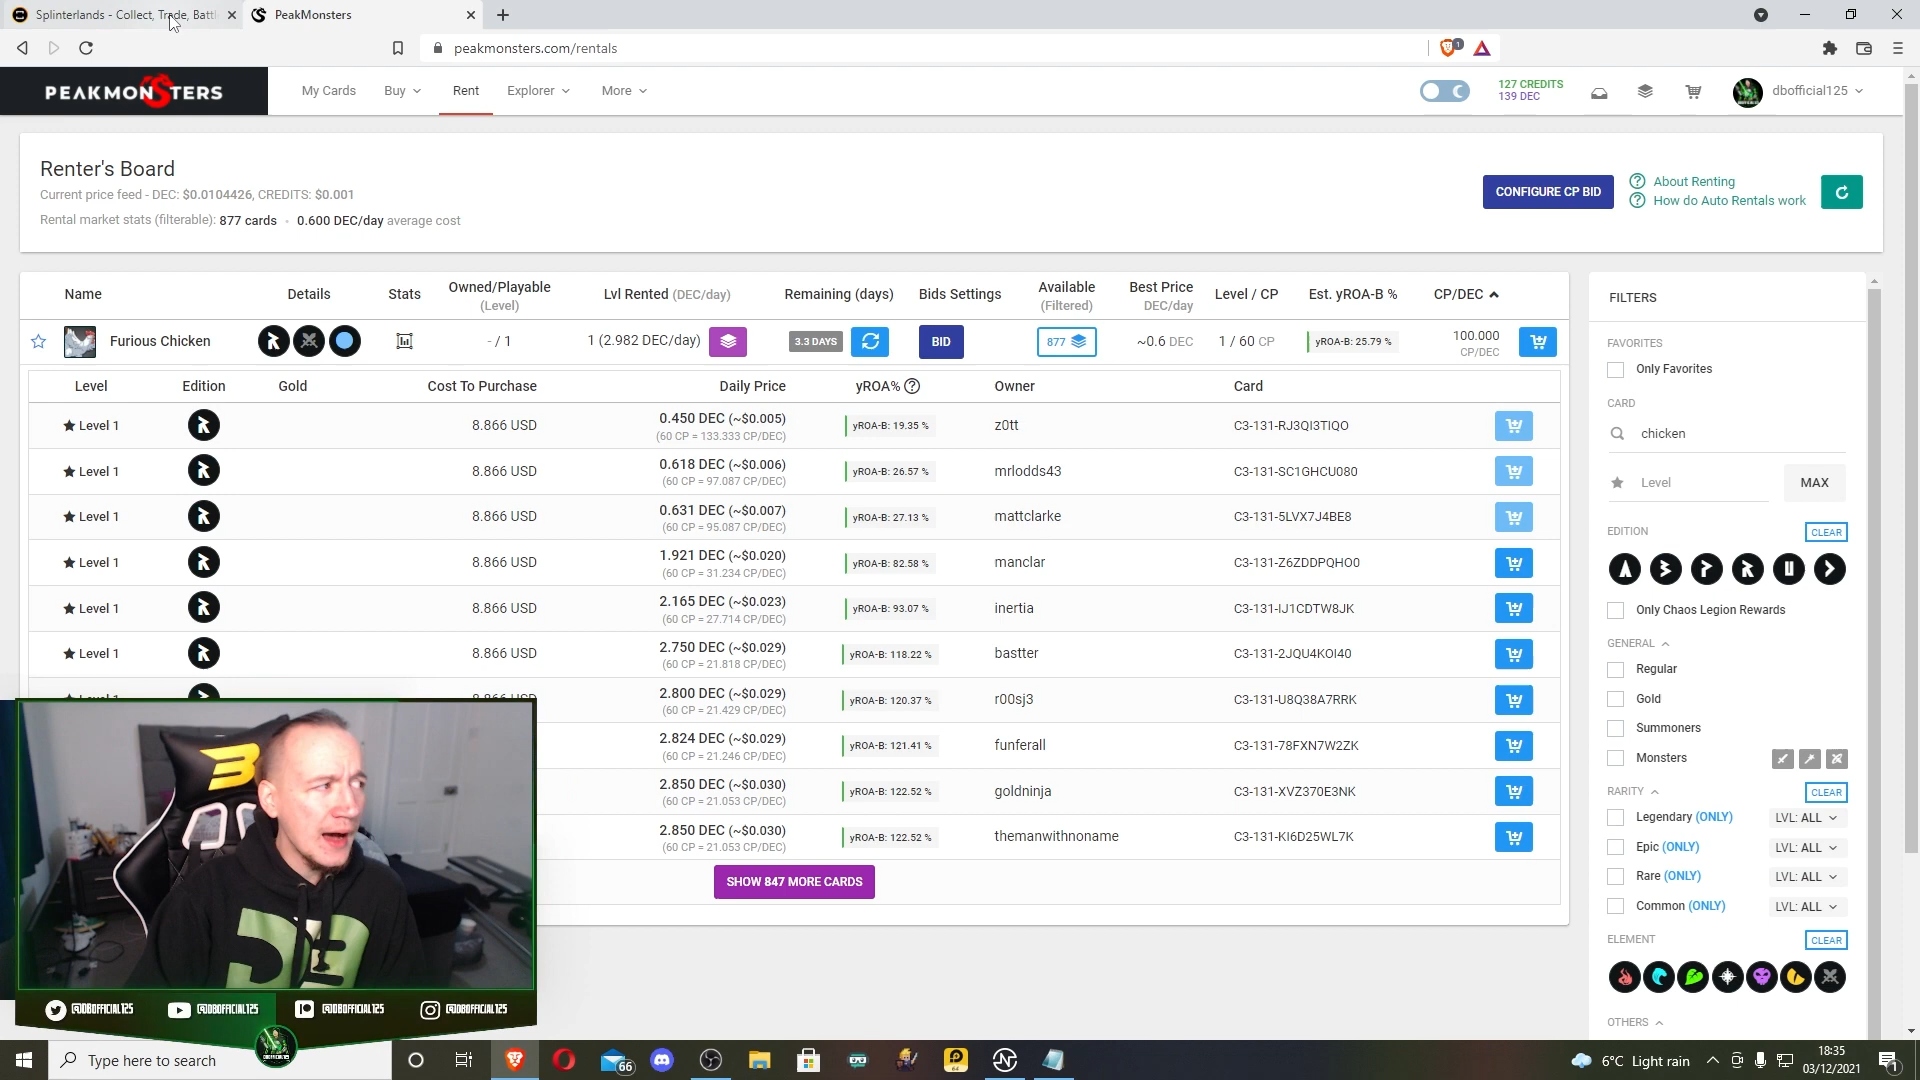 Splinterlands - Collect, Trade, Battl
PeakMonsters
peakmonsters.com/rentals
1
PEAKMONSTERS
My Cards
Buy
Rent
Explorer
More
127 CREDITS
139 DEC
dbofficial125
Renter's Board
Current price feed - DEC: $0.0104426, CREDITS: $0.001
Rental market stats (filterable): 877 cards • 0.600 DEC/day average cost
CONFIGURE CP BID
About Renting
How do Auto Rentals work
Name
Details
Stats
Owned/Playable
(Level)
Lvl Rented (DEC/day)
Remaining (days)
Bids Settings
Available
(Filtered)
Best Price
DEC/day
Level / CP
Est. yROA-B %
CP/DEC
Furious Chicken
- / 1
1 (2.982 DEC/day)
3.3 DAYS
BID
877
~0.6 DEC
1 / 60 CP
yROA-B: 25.79 %
100.000
CP/DEC
Level Edition Gold Cost To Purchase Daily Price yROA% Owner Card
Level 1 8.866 USD 0.450 DEC (~$0.005) yROA-B: 19.35 % z0tt C3-131-RJ3QI3TIQO
(60 CP = 133.333 CP/DEC)
Level 1 8.866 USD 0.618 DEC (~$0.006) yROA-B: 26.57 % mrlodds43 C3-131-SC1GHCU080
(60 CP = 97.087 CP/DEC)
Level 1 8.866 USD 0.631 DEC (~$0.007) yROA-B: 27.13 % mattclarke C3-131-5LVX7J4BE8
(60 CP = 95.087 CP/DEC)
Level 1 8.866 USD 1.921 DEC (~$0.020) yROA-B: 82.58 % manclar C3-131-Z6ZDDPQHO0
(60 CP = 31.234 CP/DEC)
Level 1 8.866 USD 2.165 DEC (~$0.023) yROA-B: 93.07 % inertia C3-131-IJ1CDTW8JK
(60 CP = 27.714 CP/DEC)
Level 1 8.866 USD 2.750 DEC (~$0.029) yROA-B: 118.22 % bastter C3-131-2JQU4KOI40
(60 CP = 21.818 CP/DEC)
Level 1 8.866 USD 2.800 DEC (~$0.029) yROA-B: 120.37 % r00sj3 C3-131-U8Q38A7RRK
(60 CP = 21.429 CP/DEC)
2.824 DEC (~$0.029) yROA-B: 121.41 % funferall C3-131-78FXN7W2ZK
(60 CP = 21.246 CP/DEC)
2.850 DEC (~$0.030) yROA-B: 122.52 % goldninja C3-131-XVZ370E3NK
(60 CP = 21.053 CP/DEC)
2.850 DEC (~$0.030) yROA-B: 122.52 % themanwithnoname C3-131-KI6D25WL7K
(60 CP = 21.053 CP/DEC)
SHOW 847 MORE CARDS
FILTERS
FAVORITES
Only Favorites
CARD
chicken
Level
MAX
EDITION
CLEAR
Only Chaos Legion Rewards
GENERAL
Regular
Gold
Summoners
Monsters
RARITY
CLEAR
Legendary (ONLY) LVL: ALL
Epic (ONLY) LVL: ALL
Rare (ONLY) LVL: ALL
Common (ONLY) LVL: ALL
ELEMENT
CLEAR
OTHERS
@DBOFFICIAL125 @DBOFFICIAL125 @DBOFFICIAL125 @DBOFFICIAL125
Type here to search
66
64
6°C Light rain
18:35
03/12/2021
1